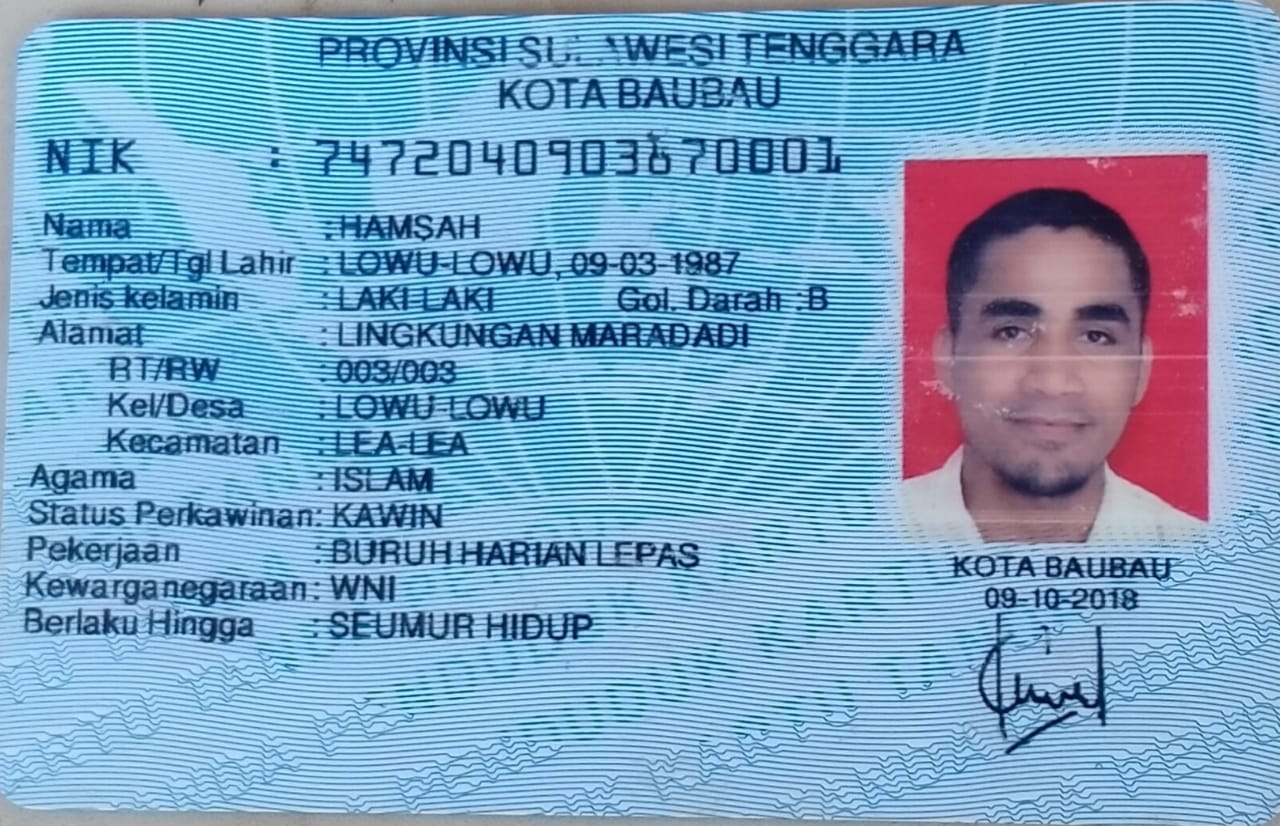 PROVINSI SULAWESI TENGGARA
KOTA BAUBAU
NIK : 7472040903870001
Nama : HAMSAH
Tempat/Tgl Lahir : LOWU-LOWU, 09-03-1987
Jenis kelamin : LAKI-LAKI Gol. Darah : B
Alamat : LINGKUNGAN MARADADI
RT/RW : 003/003
Kel/Desa : LOWU-LOWU
Kecamatan : LEA-LEA
Agama : ISLAM
Status Perkawinan : KAWIN
Pekerjaan : BURUH HARIAN LEPAS
Kewarganegaraan : WNI
Berlaku Hingga : SEUMUR HIDUP
KOTA BAUBAU
09-10-2018